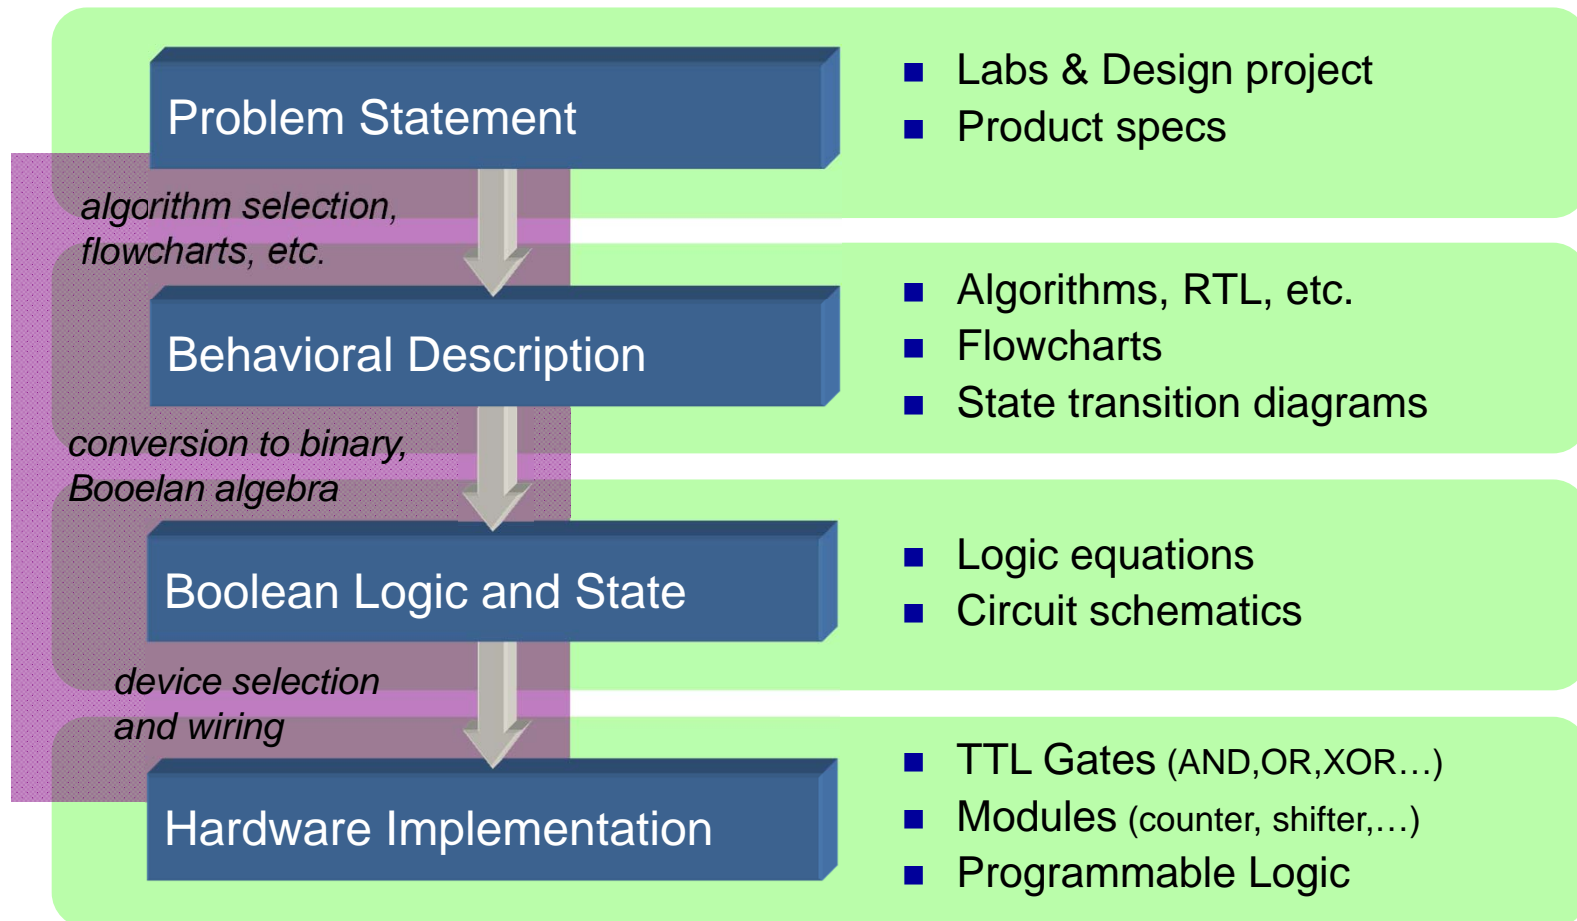 Problem Statement
■ Labs & Design project
■ Product specs
algorithm selection,
flowcharts, etc.
Behavioral Description
■ Algorithms, RTL, etc.
■ Flowcharts
■ State transition diagrams
conversion to binary,
Booelan algebra
Boolean Logic and State
■ Logic equations
■ Circuit schematics
device selection
and wiring
Hardware Implementation
■ TTL Gates (AND,OR,XOR…)
■ Modules (counter, shifter,…)
■ Programmable Logic